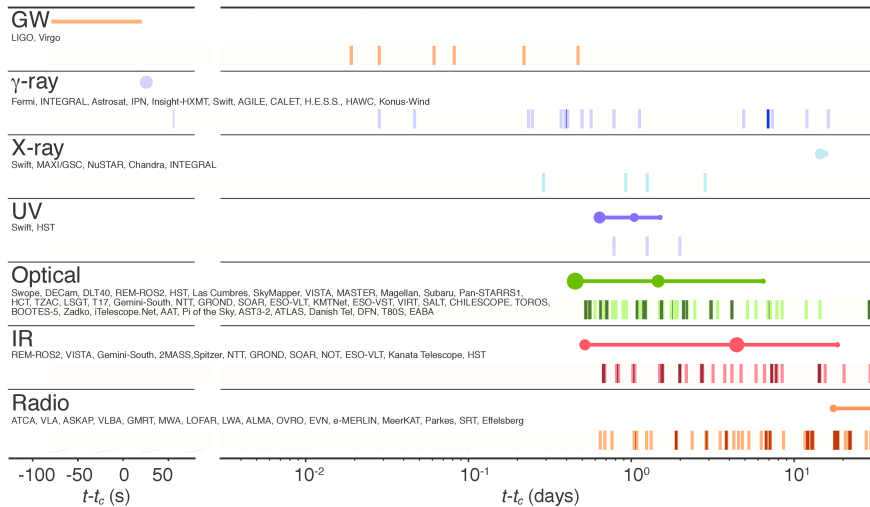 GW
LIGO, Virgo
γ-ray
Fermi, INTEGRAL, Astrosat, IPN, Insight-HXMT, Swift, AGILE, CALET, H.E.S.S., HAWC, Konus-Wind
X-ray
Swift, MAXI/GSC, NuSTAR, Chandra, INTEGRAL
UV
Swift, HST
Optical
Swope, DECam, DLT40, REM-ROS2, HST, Las Cumbres, SkyMapper, VISTA, MASTER, Magellan, Subaru, Pan-STARRS1,
HCT, TZAC, LSGT, T17, Gemini-South, NTT, GROND, SOAR, ESO-VLT, KMTNet, ESO-VST, VIRT, SALT, CHILESCOPE, TOROS,
BOOTES-5, Zadko, iTelescope.Net, AAT, Pi of the Sky, AST3-2, ATLAS, Danish Tel, DFN, T80S, EABA
IR
REM-ROS2, VISTA, Gemini-South, 2MASS,Spitzer, NTT, GROND, SOAR, NOT, ESO-VLT, Kanata Telescope, HST
Radio
ATCA, VLA, ASKAP, VLBA, GMRT, MWA, LOFAR, LWA, ALMA, OVRO, EVN, e-MERLIN, MeerKAT, Parkes, SRT, Effelsberg
-100 -50 0 50 10⁻² 10⁻¹ 10⁰ 10¹
t-t_c (s) t-t_c (days)